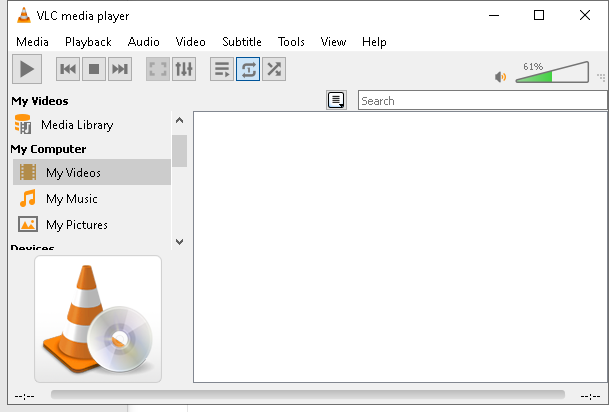 VLC media player
Media Playback Audio Video Subtitle Tools View Help
61%
My Videos
Search
Media Library
My Computer
My Videos
My Music
My Pictures
Devices
--:-- --:--